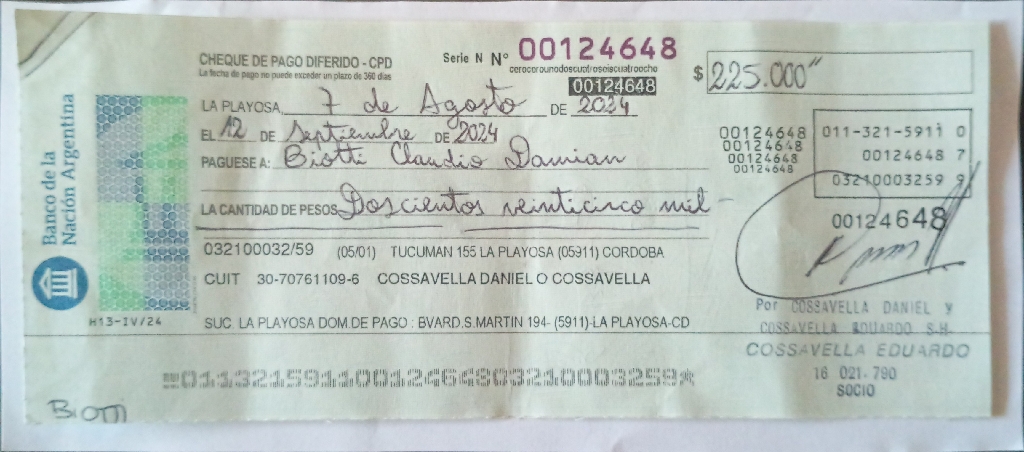 CHEQUE DE PAGO DIFERIDO - CPD
La fecha de pago no puede exceder un plazo de 360 días
Serie N Nº 00124648
cerocerounodoscuatroseiscuatroocho
00124648
$ 225.000"
LA PLAYOSA, 7 de Agosto DE 2024
EL 12 DE Septiembre DE 2024
PAGUESE A: Biotti Claudio Damian
00124648
00124648
00124648
00124648
011-321-5911 0
00124648 7
03210003259 9
LA CANTIDAD DE PESOS Doscientos veinticinco mil -
00124648
032100032/59 (05/01) TUCUMAN 155 LA PLAYOSA (05911) CORDOBA
CUIT 30-70761109-6 COSSAVELLA DANIEL O COSSAVELLA
SUC. LA PLAYOSA DOM.DE PAGO : BVARD.S.MARTIN 194- (5911)-LA PLAYOSA-CD
Banco de la
Nación Argentina
H13-IV/24
Por COSSAVELLA DANIEL y
COSSAVELLA EDUARDO S.H.
COSSAVELLA EDUARDO
16 021.790
SOCIO
01132159110012464803210003259
Biotti